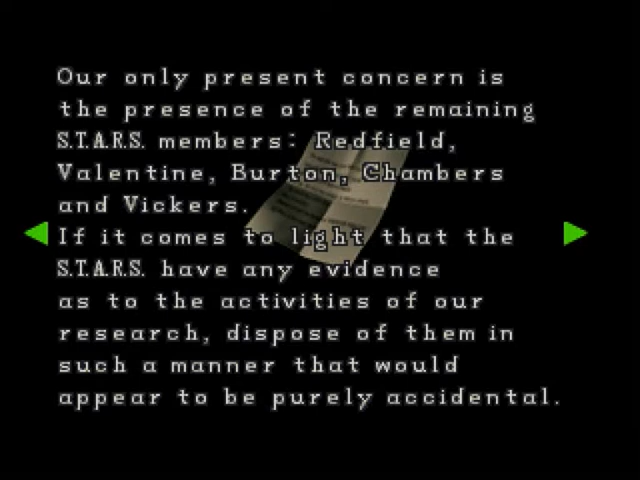 Our only present concern is
the presence of the remaining
S.T.A.R.S. members: Redfield,
Valentine, Burton, Chambers
and Vickers.
If it comes to light that the
S.T.A.R.S. have any evidence
as to the activities of our
research, dispose of them in
such a manner that would
appear to be purely accidental.